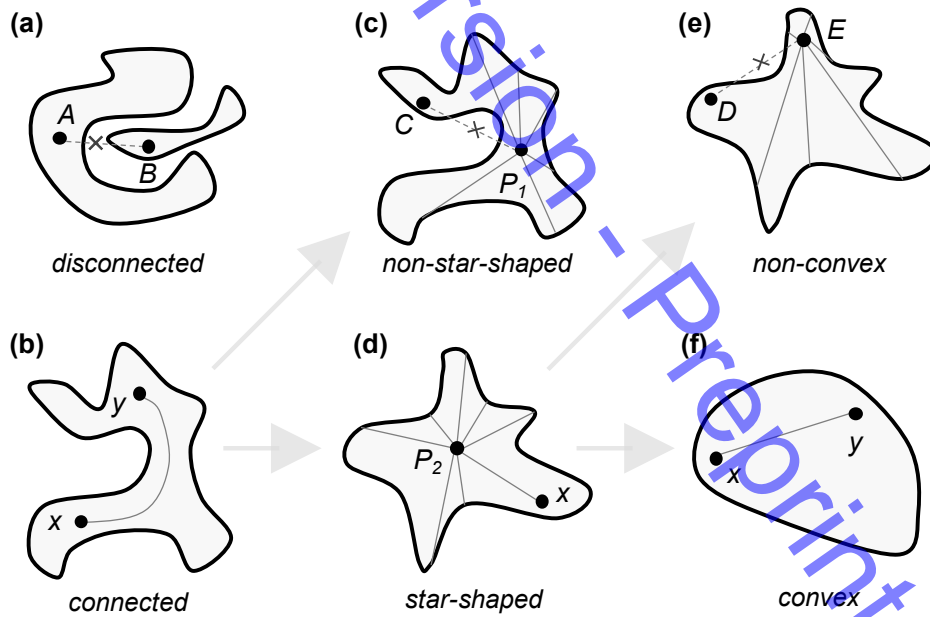 (a)
A
B
disconnected
(c)
C
P1
non-star-shaped
(e)
E
D
non-convex
(b)
y
x
connected
(d)
P2
x
star-shaped
(f)
x
y
convex
rsion - Preprint